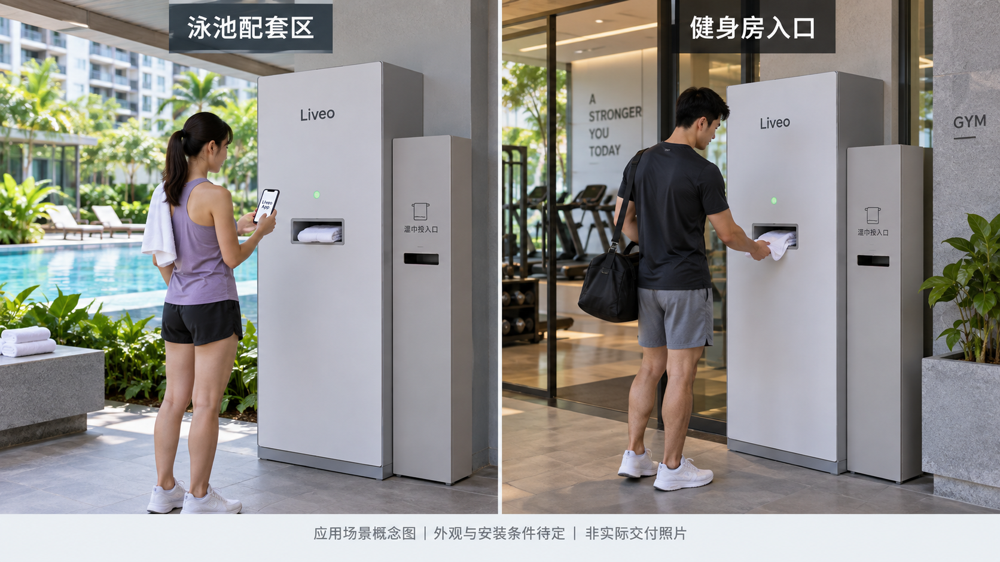 泳池配套区
Liveo
Liveo
App
湿巾投入口
健身房入口
A
STRONGER
YOU
TODAY
Liveo
湿巾投入口
GYM
应用场景概念图 | 外观与安装条件待定 | 非实际交付照片